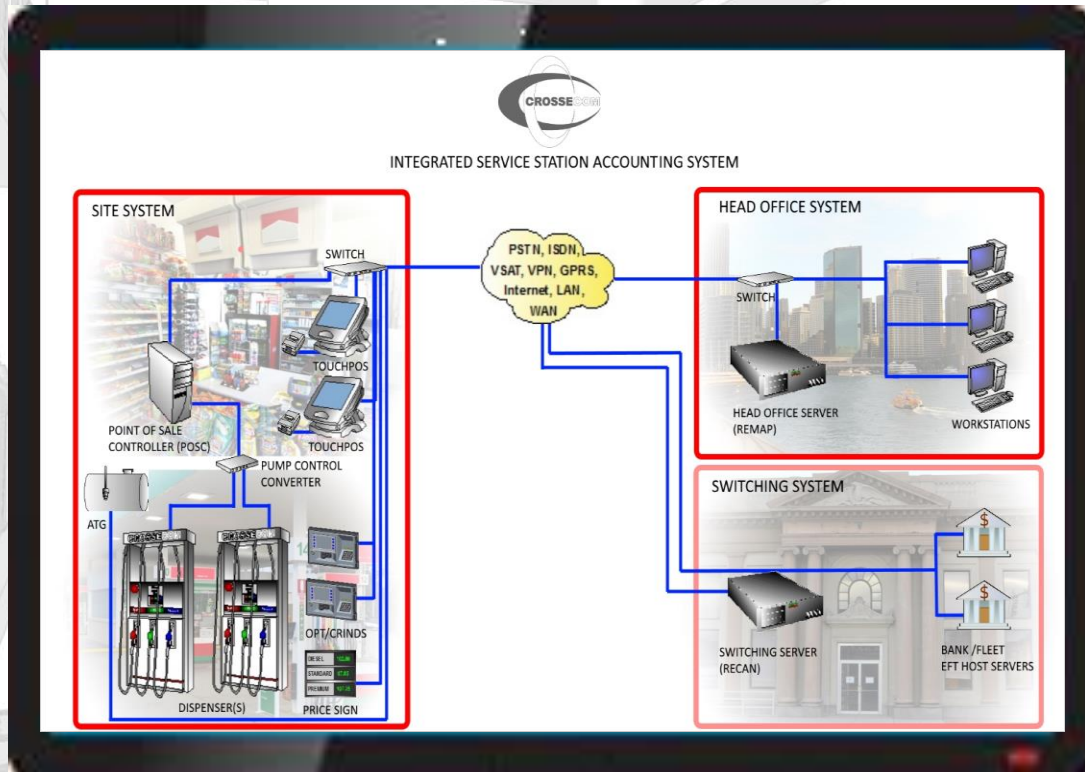 CROSSECOM
INTEGRATED SERVICE STATION ACCOUNTING SYSTEM
SITE SYSTEM
SWITCH
TOUCHPOS
TOUCHPOS
POINT OF SALE
CONTROLLER (POSC)
PUMP CONTROL
CONVERTER
ATG
DISPENSER(S)
OPT/CRINDS
DIESEL
STANDARD
PREMIUM
PRICE SIGN
PSTN, ISDN,
VSAT, VPN, GPRS,
Internet, LAN,
WAN
HEAD OFFICE SYSTEM
SWITCH
HEAD OFFICE SERVER
(REMAP)
WORKSTATIONS
SWITCHING SYSTEM
$
$
SWITCHING SERVER
(RECAN)
BANK /FLEET
EFT HOST SERVERS